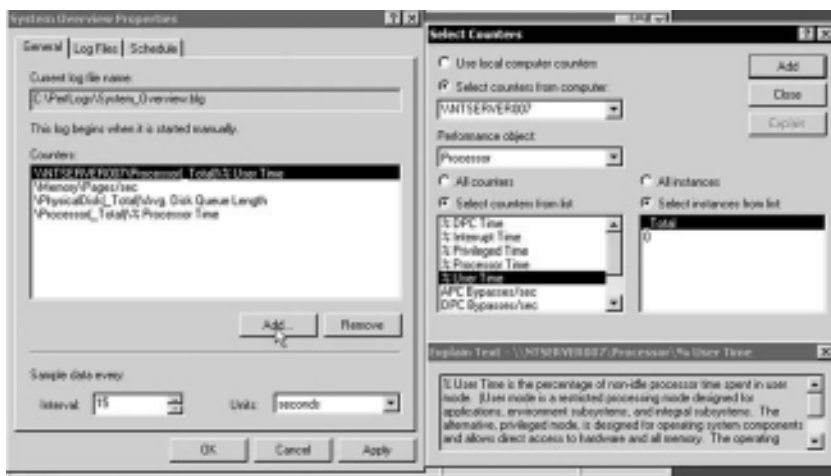 System Overview Properties
General
Log Files
Schedule
Current log file name:
C:\PerfLogs\System_Overview.blg
This log begins when it is started manually.
Counters:
\\NTSERVER007\Processor(_Total)\% User Time
\Memory\Pages/sec
\PhysicalDisk(_Total)\Avg. Disk Queue Length
\Processor(_Total)\% Processor Time
Add...
Remove
Sample data every:
Interval:
15
Units:
seconds
OK
Cancel
Apply
Select Counters
Use local computer counters
Select counters from computer:
\\NTSERVER007
Performance object:
Processor
All counters
Select counters from list
% DPC Time
% Interrupt Time
% Privileged Time
% Processor Time
% User Time
APC Bypasses/sec
DPC Bypasses/sec
All instances
Select instances from list:
_Total
0
Add
Close
Explain
Explain Text - \\NTSERVER007\Processor\% User Time
% User Time is the percentage of non-idle processor time spent in user
mode. (User mode is a restricted processing mode designed for
applications, environment subsystems, and integral subsystems. The
alternative, privileged mode, is designed for operating system components
and allows direct access to hardware and all memory. The operating